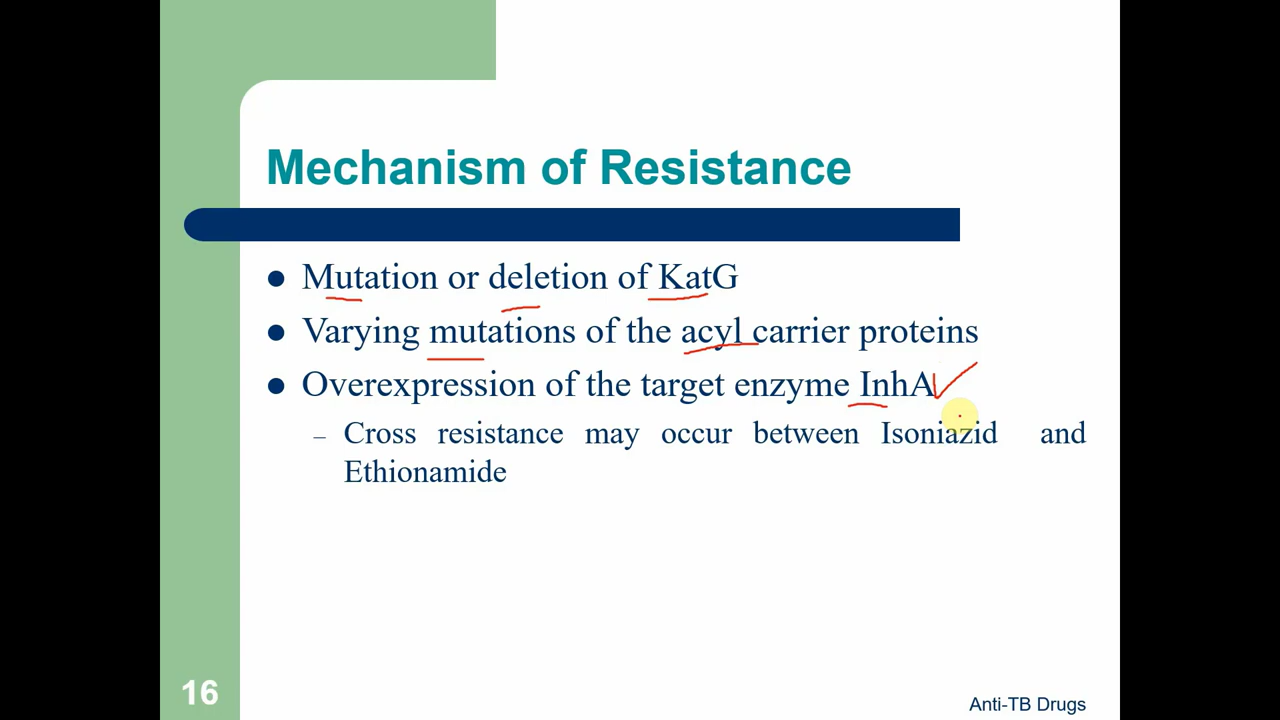 Mechanism of Resistance
● Mutation or deletion of KatG
● Varying mutations of the acyl carrier proteins
● Overexpression of the target enzyme InhA
– Cross resistance may occur between Isoniazid and
Ethionamide
16
Anti-TB Drugs